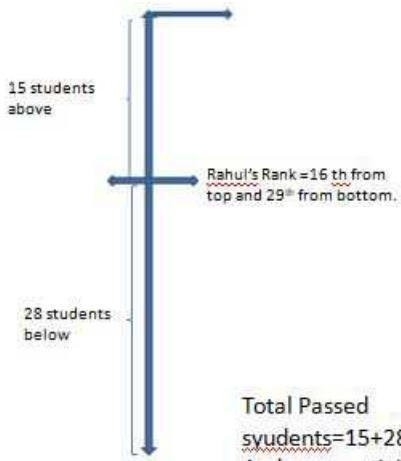 15 students
above
Rahul's Rank =16 th from
top and 29th from bottom.
28 students
below
Total Passed
syudents=15+28